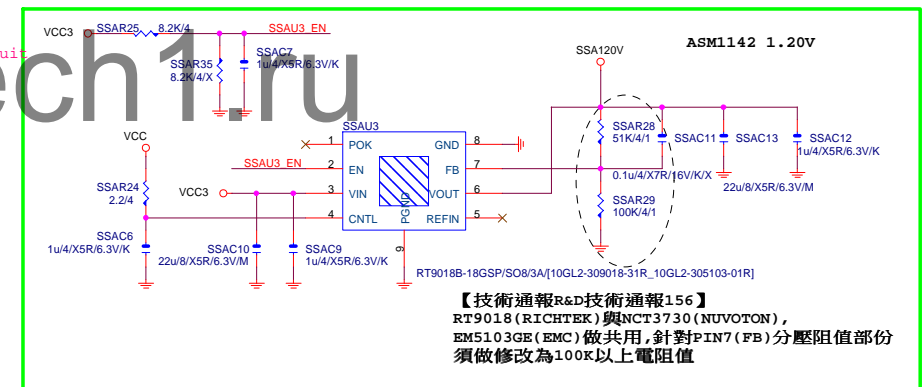 VCC3 SSAR25 8.2K/4 SSAU3_EN
uit
ech1.ru
SSAC7
1u/4/X5R/6.3V/K
SSAR35
8.2K/4/X
SSA120V
ASM1142 1.20V
VCC
SSAU3
1 POK GND 8
SSAU3_EN 2 EN FB 7
VCC3 3 VIN VOUT 6
4 CNTL REFIN 5
PGND
9
SSAR24
2.2/4
SSAC6
1u/4/X5R/6.3V/K
SSAC10
22u/8/X5R/6.3V/M
SSAC9
1u/4/X5R/6.3V/K
SSAR28
51K/4/1
SSAC11
0.1u/4/X7R/16V/K/X
SSAC13
22u/8/X5R/6.3V/M
SSAC12
1u/4/X5R/6.3V/K
SSAR29
100K/4/1
RT9018B-18GSP/SO8/3A/[10GL2-309018-31R_10GL2-305103-01R]
【技術通報R&D技術通報156】
RT9018(RICHTEK)與NCT3730(NUVOTON),
EM5103GE(EMC)做共用,針對PIN7(FB)分壓阻值部份
須做修改為100K以上電阻值